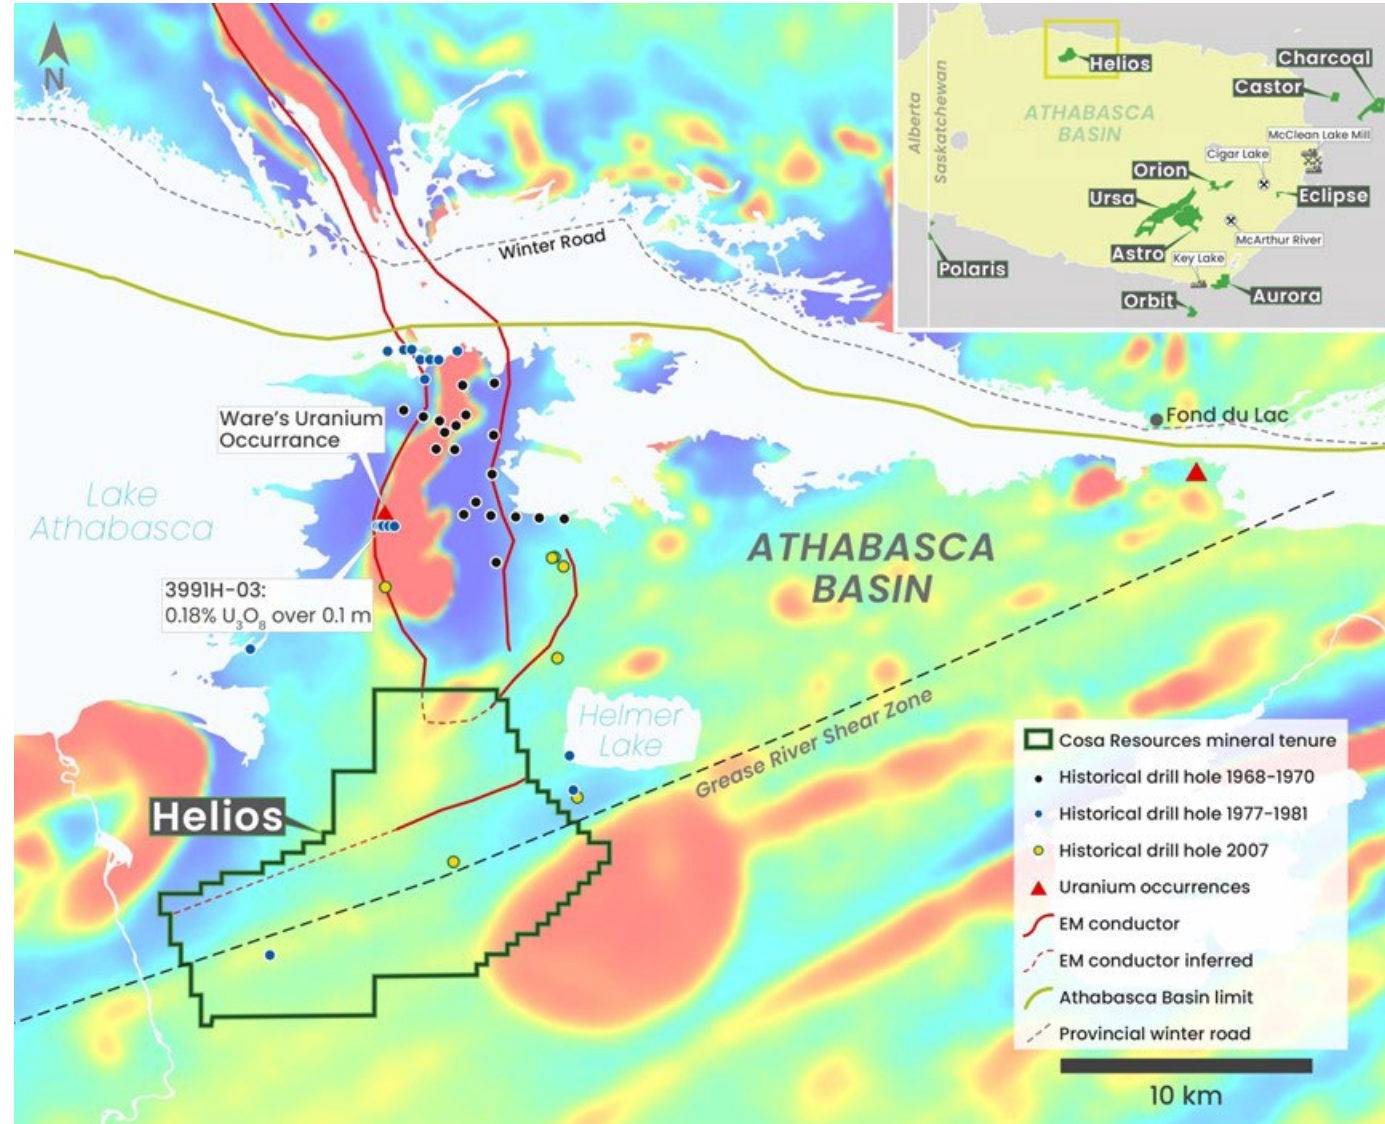 N
Winter Road
Ware's Uranium
Occurrance
Lake
Athabasca
3991H-03:
0.18% U₃O₈ over 0.1 m
ATHABASCA
BASIN
Fond du Lac
Helmer
Lake
Grease River Shear Zone
Helios
Alberta
Saskatchewan
Helios
ATHABASCA
BASIN
Charcoal
Castor
McClean Lake Mill
Cigar Lake
Orion
Ursa
Eclipse
Astro
McArthur River
Key Lake
Polaris
Orbit
Aurora
Cosa Resources mineral tenure
Historical drill hole 1968-1970
Historical drill hole 1977-1981
Historical drill hole 2007
Uranium occurrences
EM conductor
EM conductor inferred
Athabasca Basin limit
Provincial winter road
10 km